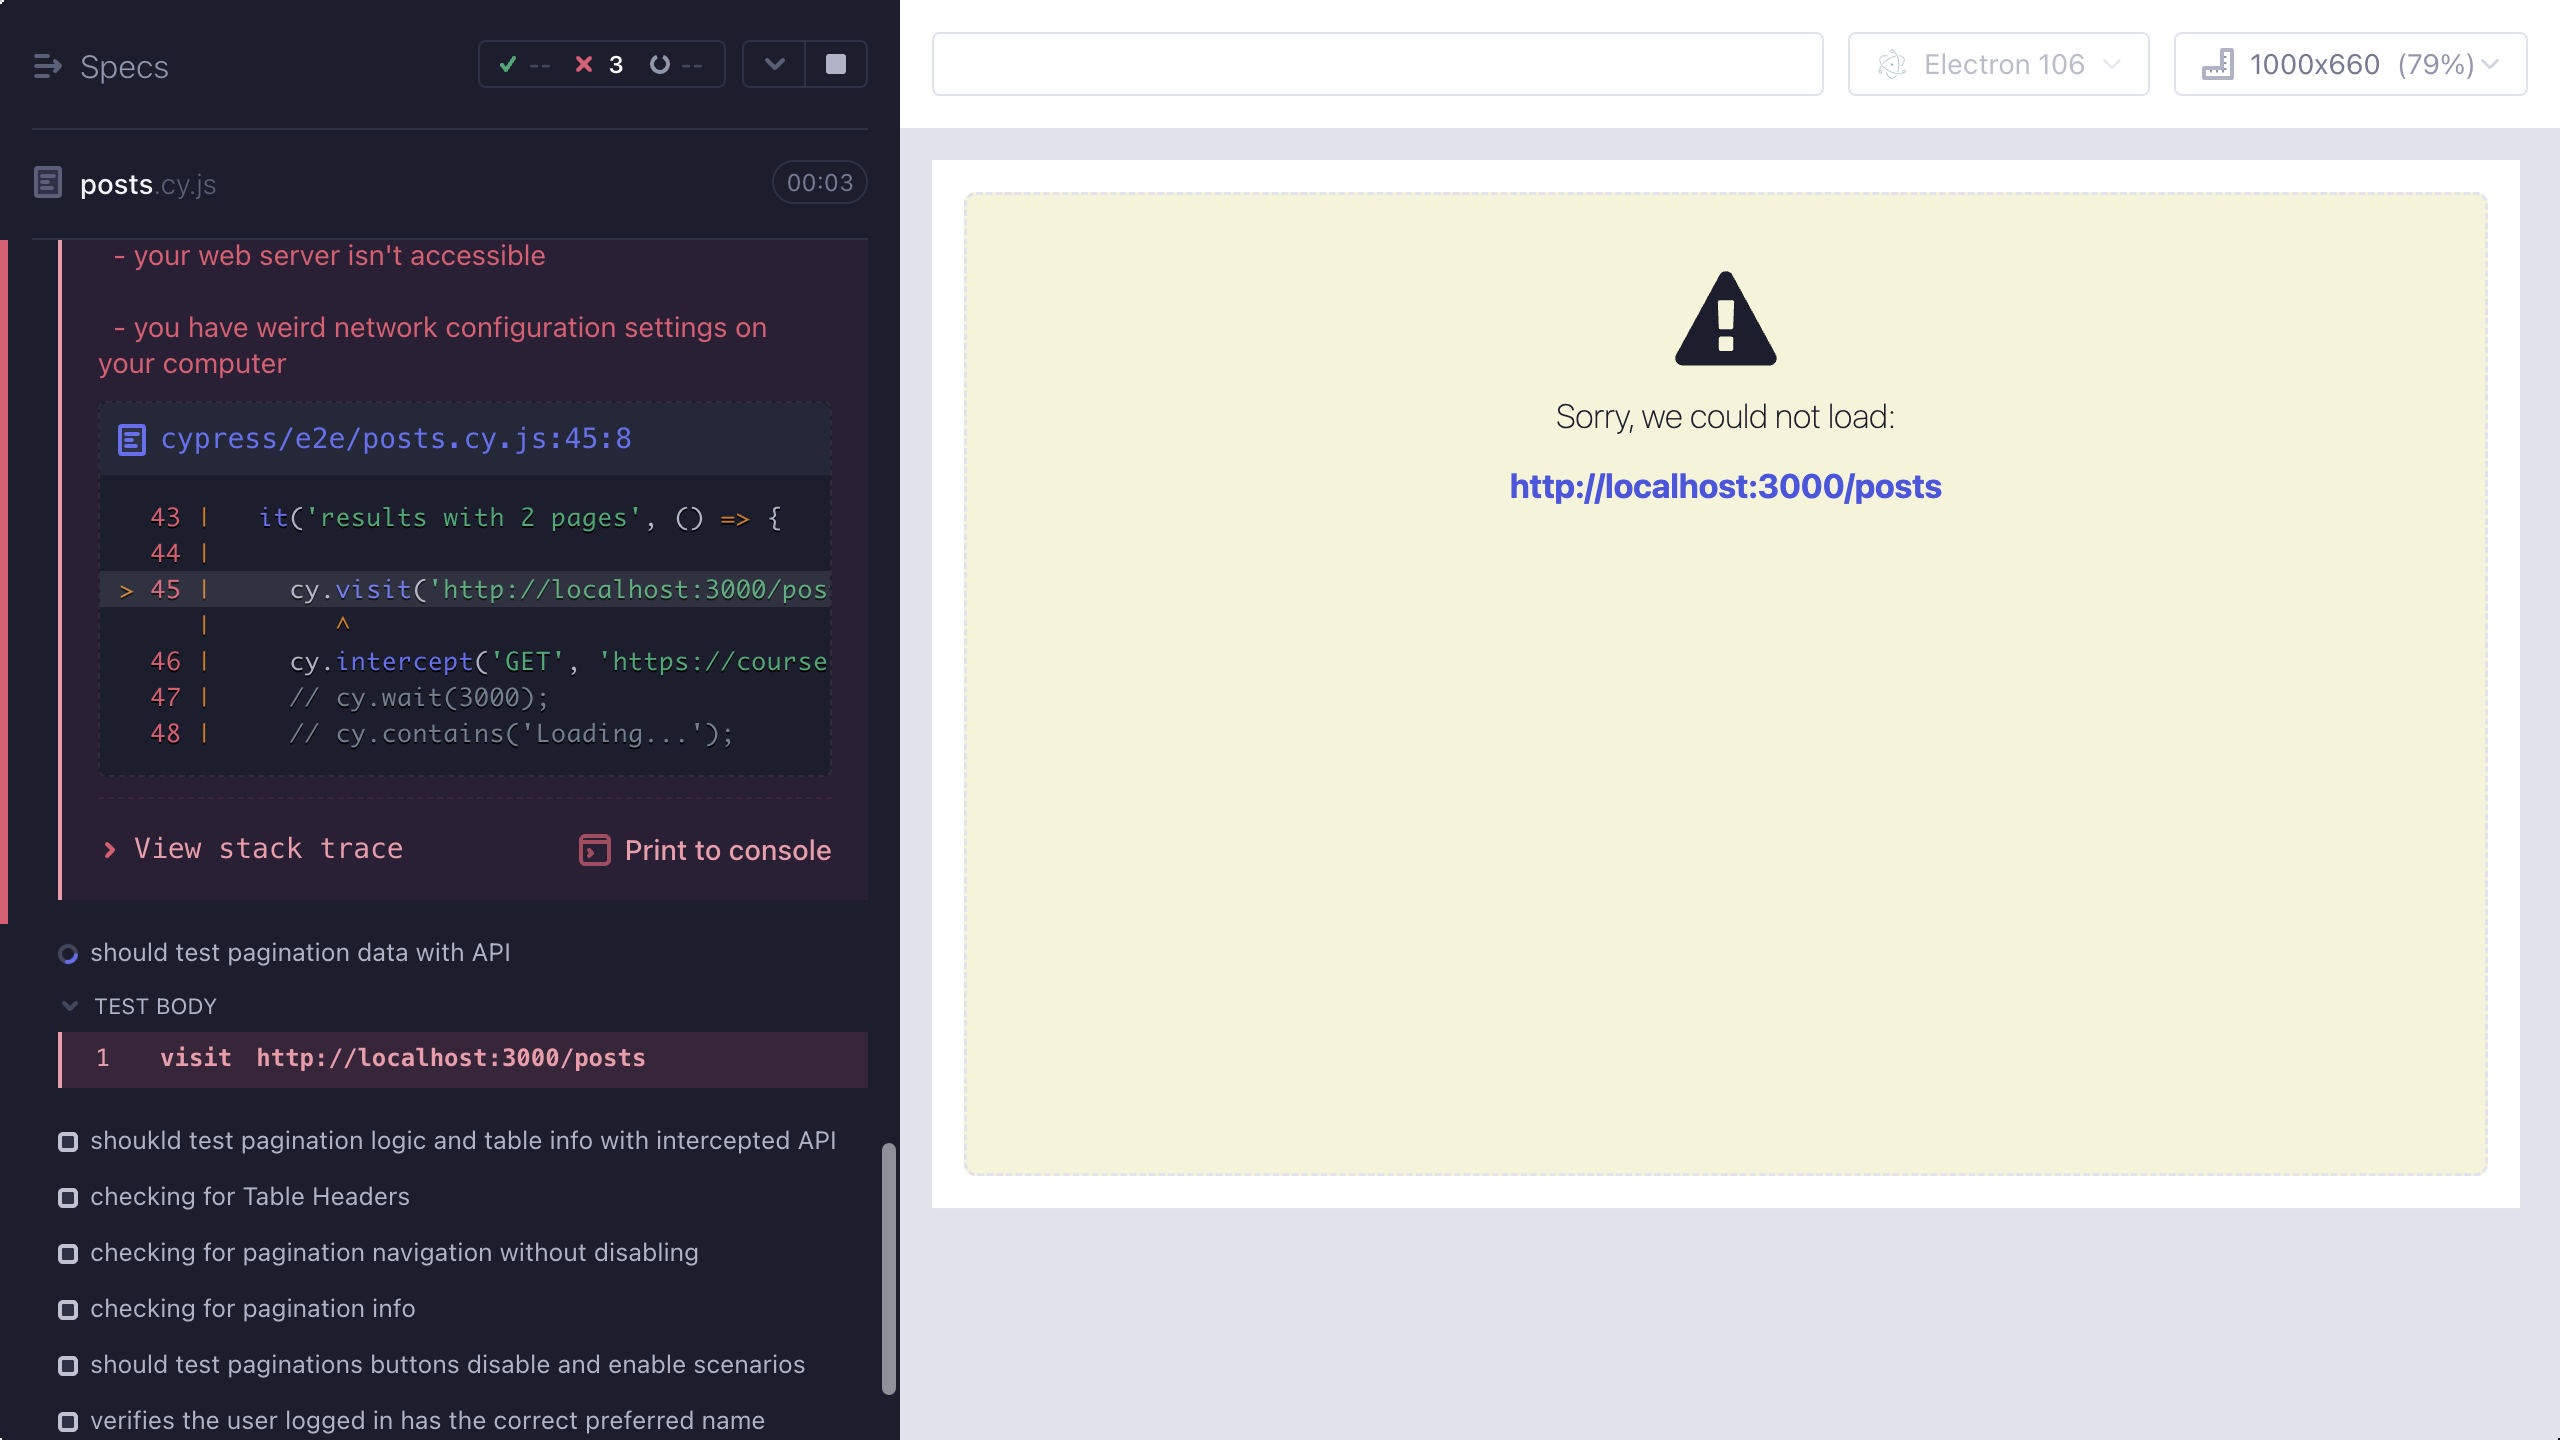 Specs
-- 3 --
posts.cy.js
00:03
- your web server isn't accessible
- you have weird network configuration settings on
your computer
cypress/e2e/posts.cy.js:45:8
43 | it('results with 2 pages', () => {
44 |
> 45 | cy.visit('http://localhost:3000/pos
| ^
46 | cy.intercept('GET', 'https://course
47 | // cy.wait(3000);
48 | // cy.contains('Loading...');
View stack trace
Print to console
should test pagination data with API
TEST BODY
1 visit http://localhost:3000/posts
shoukld test pagination logic and table info with intercepted API
checking for Table Headers
checking for pagination navigation without disabling
checking for pagination info
should test paginations buttons disable and enable scenarios
verifies the user logged in has the correct preferred name
Electron 106
1000x660 (79%)
Sorry, we could not load:
http://localhost:3000/posts